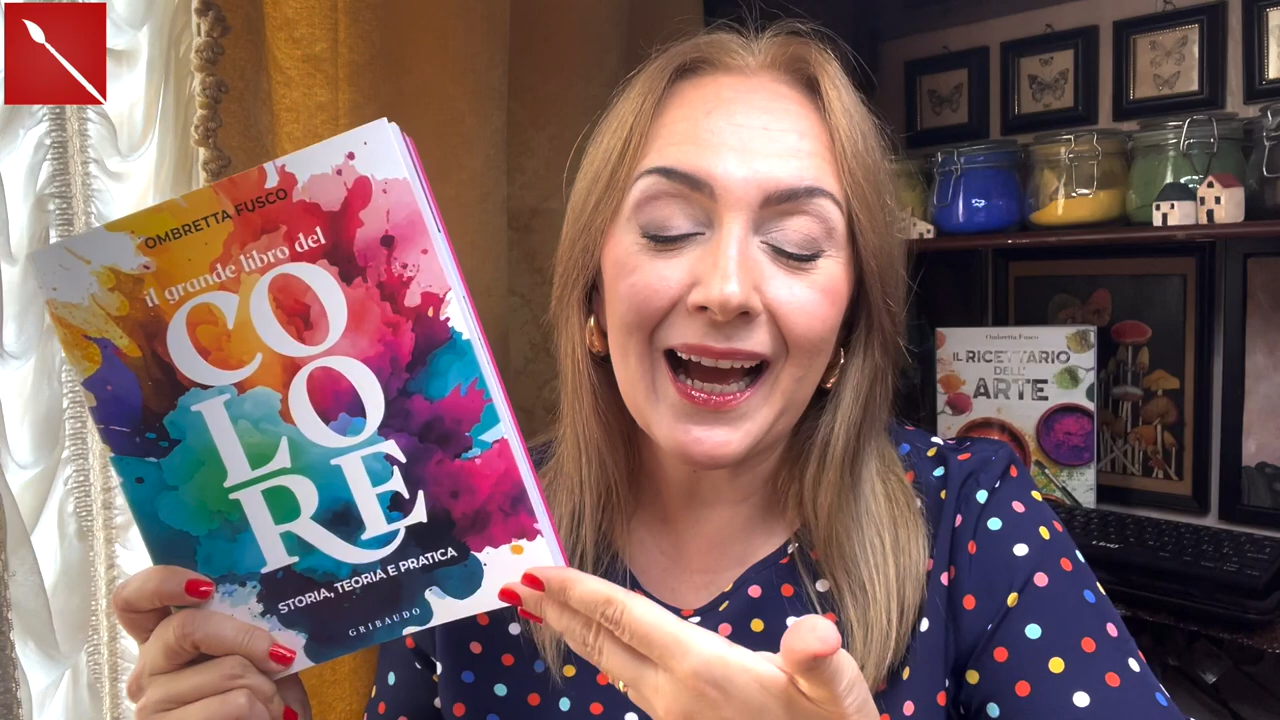 OMBRETTA FUSCO
il grande libro del
CO
LO
RE
STORIA, TEORIA E PRATICA
GRIBAUDO
Ombretta Fusco
IL RICETTARIO
DELL'
ARTE